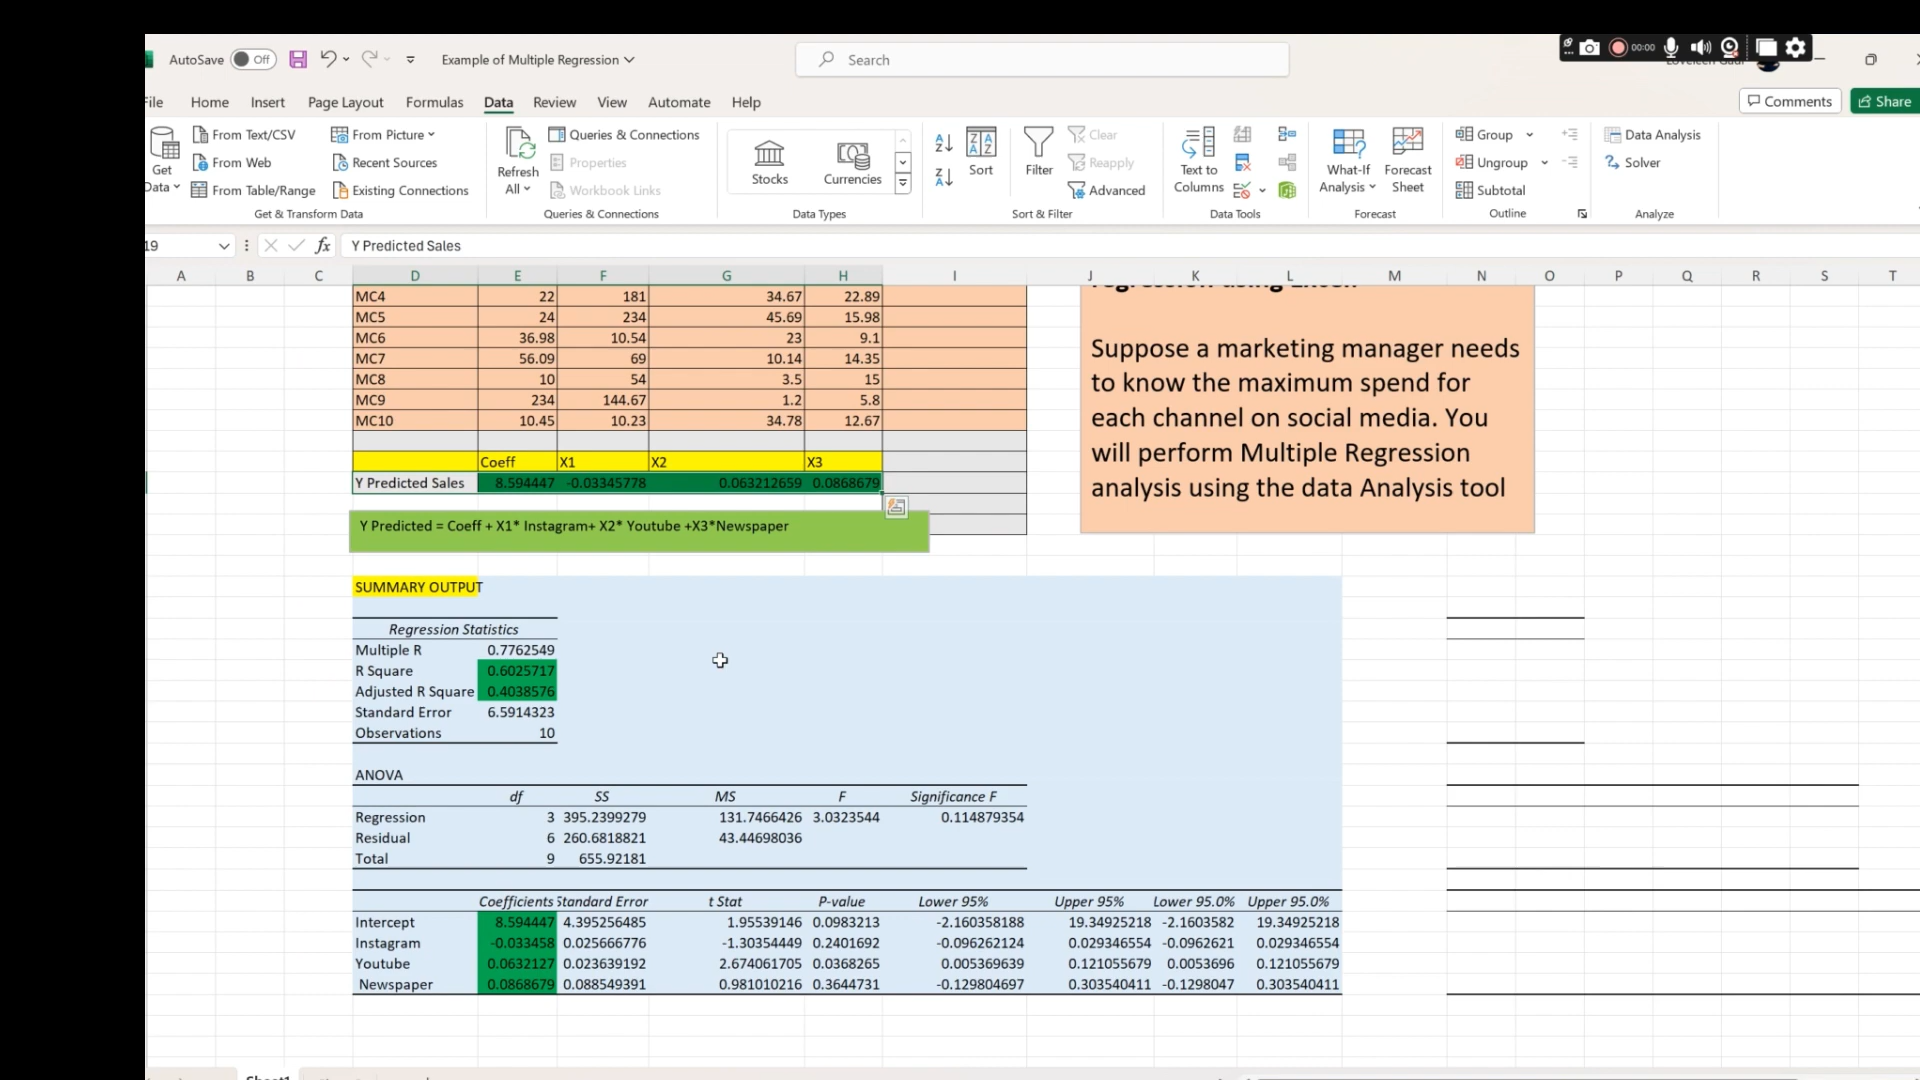 AutoSave Off Example of Multiple Regression Search 00:00
File Home Insert Page Layout Formulas Data Review View Automate Help Comments Share
From Text/CSV From Picture Queries & Connections Clear Group Data Analysis
From Web Recent Sources Properties Reapply Ungroup Solver
From Table/Range Existing Connections Workbook Links Advanced Subtotal
Get Data Refresh All Stocks Currencies Sort Filter Text to Columns What-If Analysis Forecast Sheet
Get & Transform Data Queries & Connections Data Types Sort & Filter Data Tools Forecast Outline Analyze
19 fx Y Predicted Sales
A B C D E F G H I J K L M N O P Q R S T
MC4 22 181 34.67 22.89
MC5 24 234 45.69 15.98
MC6 36.98 10.54 23 9.1
MC7 56.09 69 10.14 14.35
MC8 10 54 3.5 15
MC9 234 144.67 1.2 5.8
MC10 10.45 10.23 34.78 12.67
Coeff X1 X2 X3
Y Predicted Sales 8.594447 -0.03345778 0.063212659 0.0868679
Y Predicted = Coeff + X1* Instagram+ X2* Youtube +X3*Newspaper
regression using Excel.
Suppose a marketing manager needs
to know the maximum spend for
each channel on social media. You
will perform Multiple Regression
analysis using the data Analysis tool
SUMMARY OUTPUT
Regression Statistics
Multiple R 0.7762549
R Square 0.6025717
Adjusted R Square 0.4038576
Standard Error 6.5914323
Observations 10
ANOVA
df SS MS F Significance F
Regression 3 395.2399279 131.7466426 3.0323544 0.114879354
Residual 6 260.6818821 43.44698036
Total 9 655.92181
Coefficients Standard Error t Stat P-value Lower 95% Upper 95% Lower 95.0% Upper 95.0%
Intercept 8.594447 4.395256485 1.95539146 0.0983213 -2.160358188 19.34925218 -2.1603582 19.34925218
Instagram -0.033458 0.025666776 -1.30354449 0.2401692 -0.096262124 0.029346554 -0.0962621 0.029346554
Youtube 0.0632127 0.023639192 2.674061705 0.0368265 0.005369639 0.121055679 0.0053696 0.121055679
Newspaper 0.0868679 0.088549391 0.981010216 0.3644731 -0.129804697 0.303540411 -0.1298047 0.303540411
Sheet1